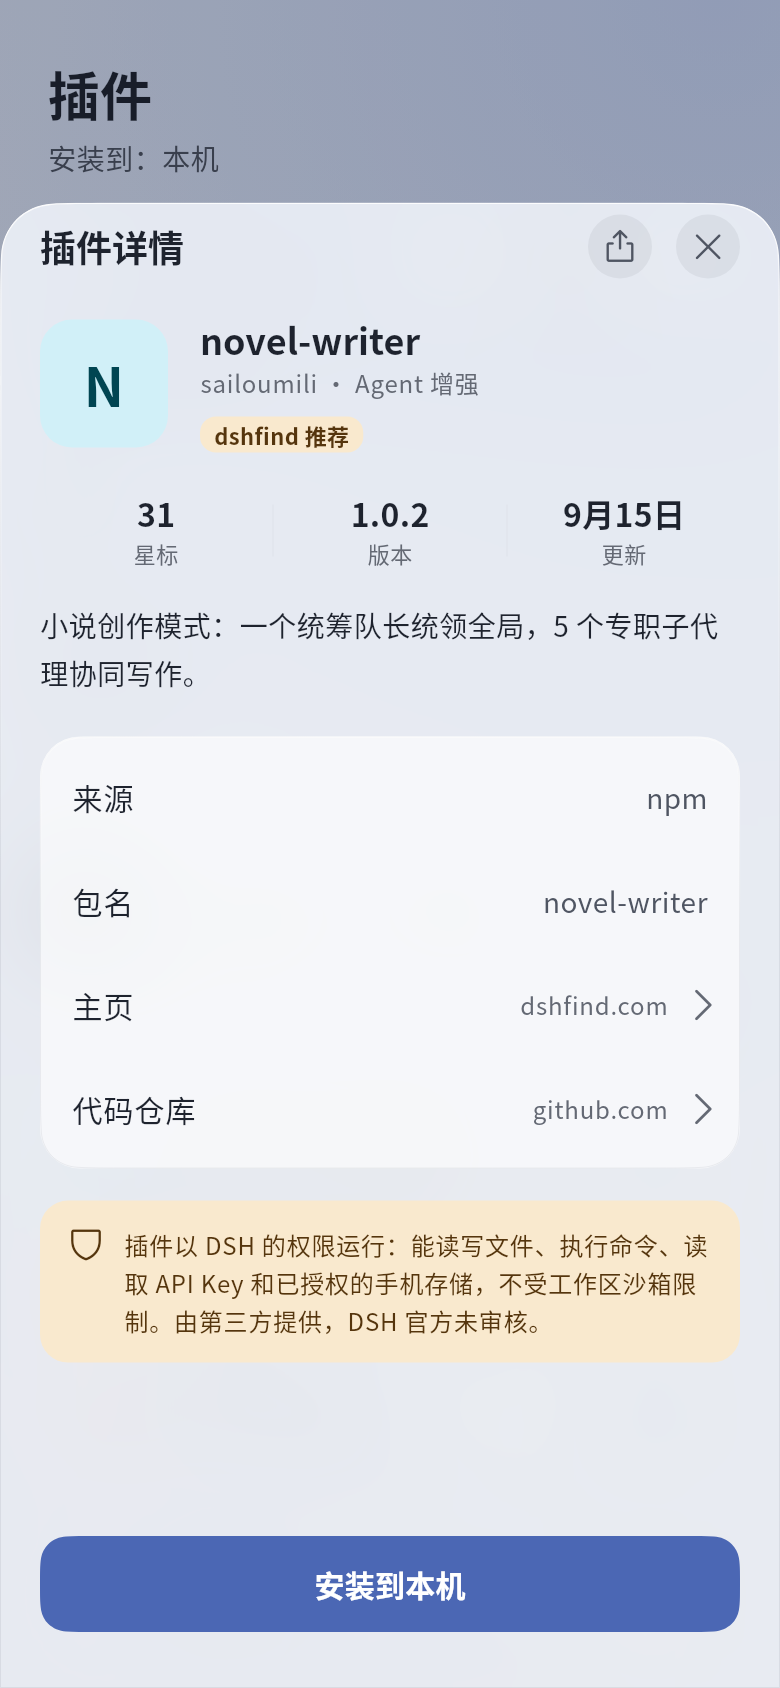 插件
安装到：本机
插件详情
N
novel-writer
sailoumili • Agent 增强
dshfind 推荐
31
星标
1.0.2
版本
9月15日
更新
小说创作模式：一个统筹队长统领全局，5 个专职子代
理协同写作。
来源
npm
包名
novel-writer
主页
dshfind.com
代码仓库
github.com
插件以 DSH 的权限运行：能读写文件、执行命令、读
取 API Key 和已授权的手机存储，不受工作区沙箱限
制。由第三方提供，DSH 官方未审核。
安装到本机